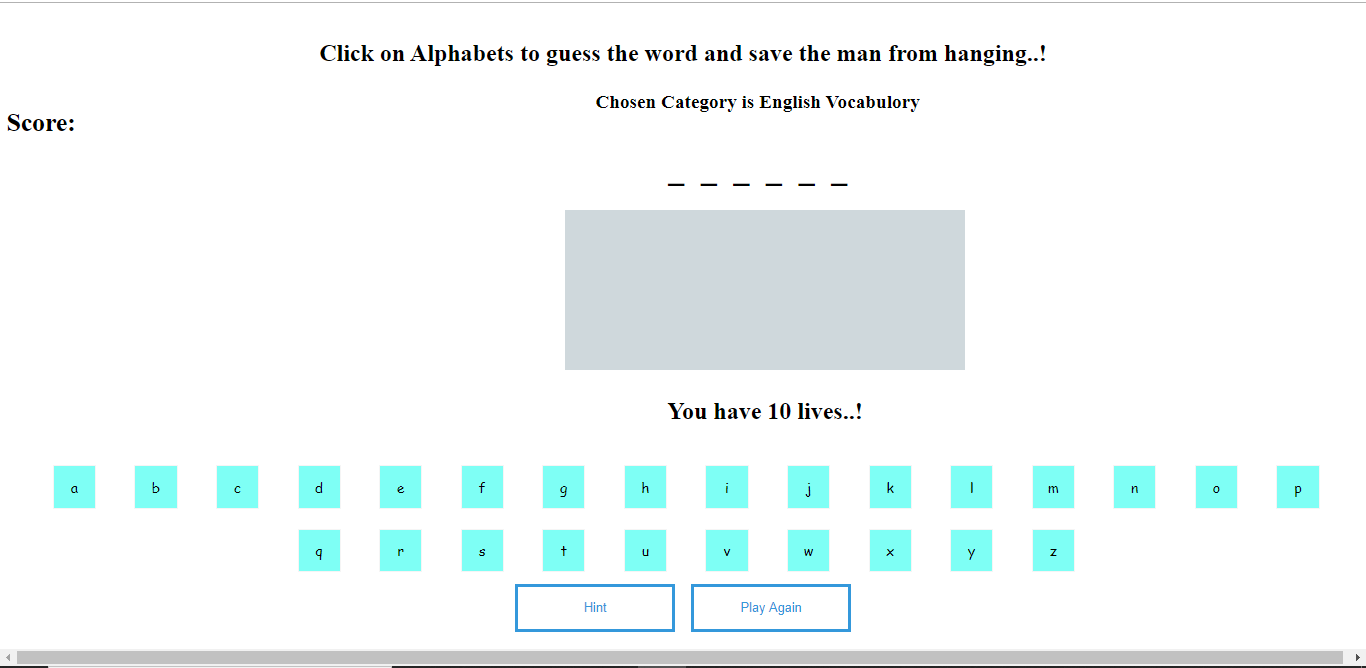 Click on Alphabets to guess the word and save the man from hanging..!
Chosen Category is English Vocabulory
Score:
_ _ _ _ _ _
You have 10 lives..!
a b c d e f g h i j k l m n o p
q r s t u v w x y z
Hint Play Again